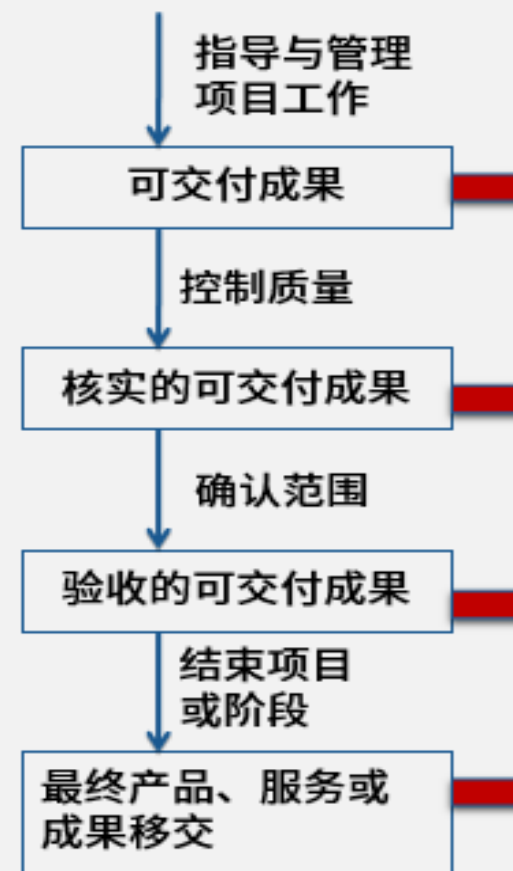 指导与管理
项目工作
可交付成果
控制质量
核实的可交付成果
确认范围
验收的可交付成果
结束项目
或阶段
最终产品、服务或
成果移交